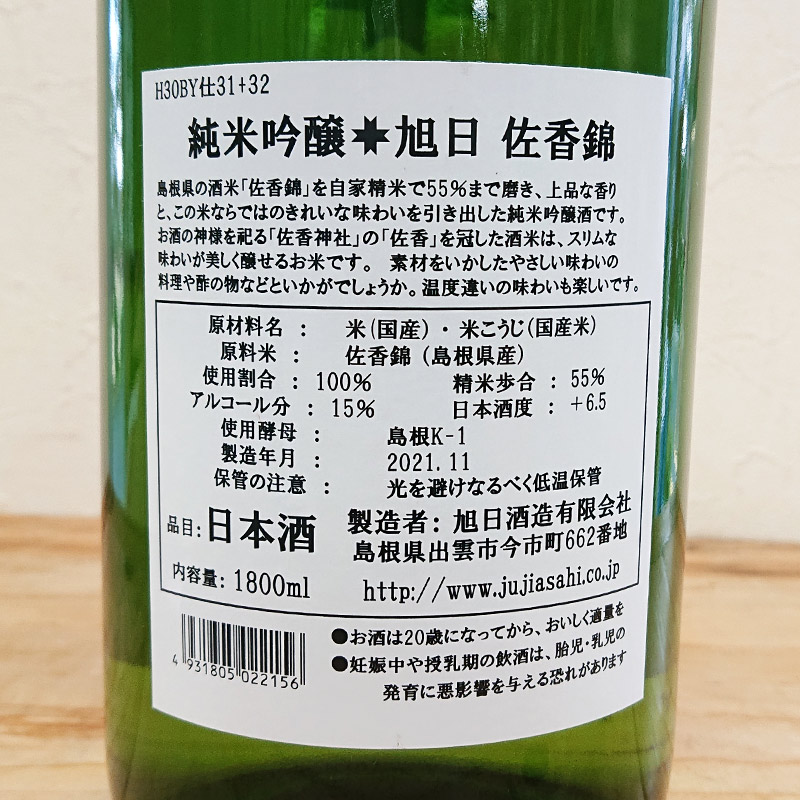 H30BY仕31+32
純米吟醸✷旭日 佐香錦
島根県の酒米「佐香錦」を自家精米で55%まで磨き、上品な香り
と、この米ならではのきれいな味わいを引き出した純米吟醸酒です。
お酒の神様を祀る「佐香神社」の「佐香」を冠した酒米は、スリムな
味わいが美しく醸せるお米です。 素材をいかしたやさしい味わいの
料理や酢の物などといかがでしょうか。温度違いの味わいも楽しいです。
原材料名 : 米(国産)・米こうじ(国産米)
原料米 : 佐香錦 (島根県産)
使用割合 : 100% 精米歩合 : 55%
アルコール分 : 15% 日本酒度 : +6.5
使用酵母 : 島根K-1
製造年月 : 2021.11
保管の注意 : 光を避けなるべく低温保管
品目:日本酒 製造者:旭日酒造有限会社
島根県出雲市今市町662番地
内容量:1800ml http://www.jujiasahi.co.jp
4 931805 022156
●お酒は20歳になってから、おいしく適量を
●妊娠中や授乳期の飲酒は、胎児・乳児の
発育に悪影響を与える恐れがあります